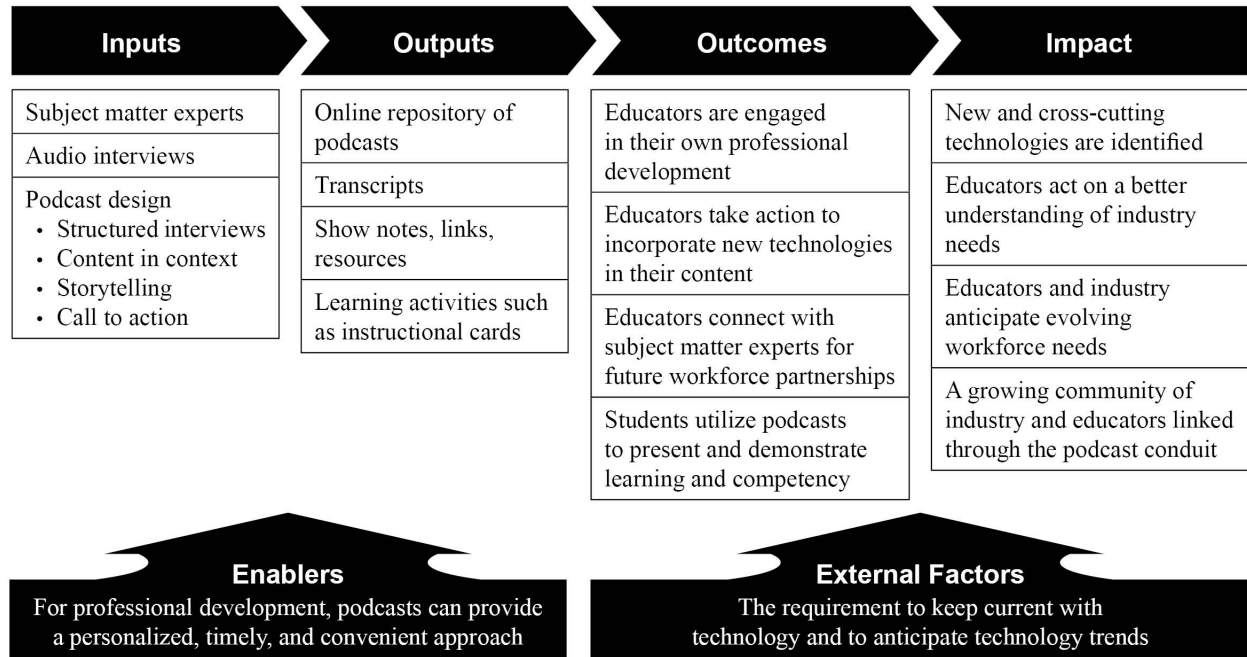 Inputs
Outputs
Outcomes
Impact
Subject matter experts
Audio interviews
Podcast design
• Structured interviews
• Content in context
• Storytelling
• Call to action
Online repository of
podcasts
Transcripts
Show notes, links,
resources
Learning activities such
as instructional cards
Educators are engaged
in their own professional
development
Educators take action to
incorporate new technologies
in their content
Educators connect with
subject matter experts for
future workforce partnerships
Students utilize podcasts
to present and demonstrate
learning and competency
New and cross-cutting
technologies are identified
Educators act on a better
understanding of industry
needs
Educators and industry
anticipate evolving
workforce needs
A growing community of
industry and educators linked
through the podcast conduit
Enablers
For professional development, podcasts can provide
a personalized, timely, and convenient approach
External Factors
The requirement to keep current with
technology and to anticipate technology trends